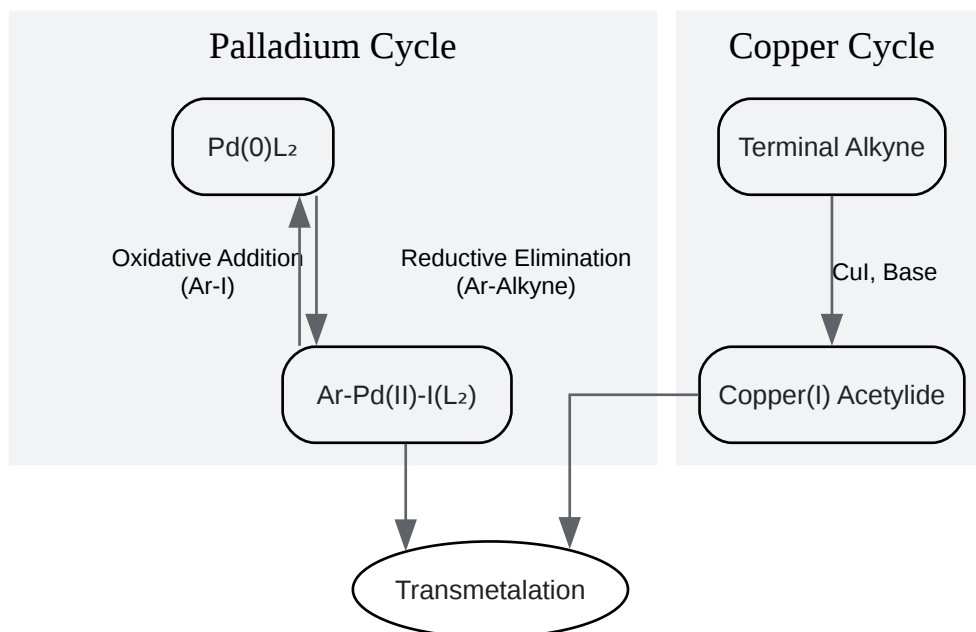 Palladium Cycle
Copper Cycle
Pd(0)L₂
Terminal Alkyne
Oxidative Addition
(Ar-I)
Reductive Elimination
(Ar-Alkyne)
CuI, Base
Ar-Pd(II)-I(L₂)
Copper(I) Acetylide
Transmetalation